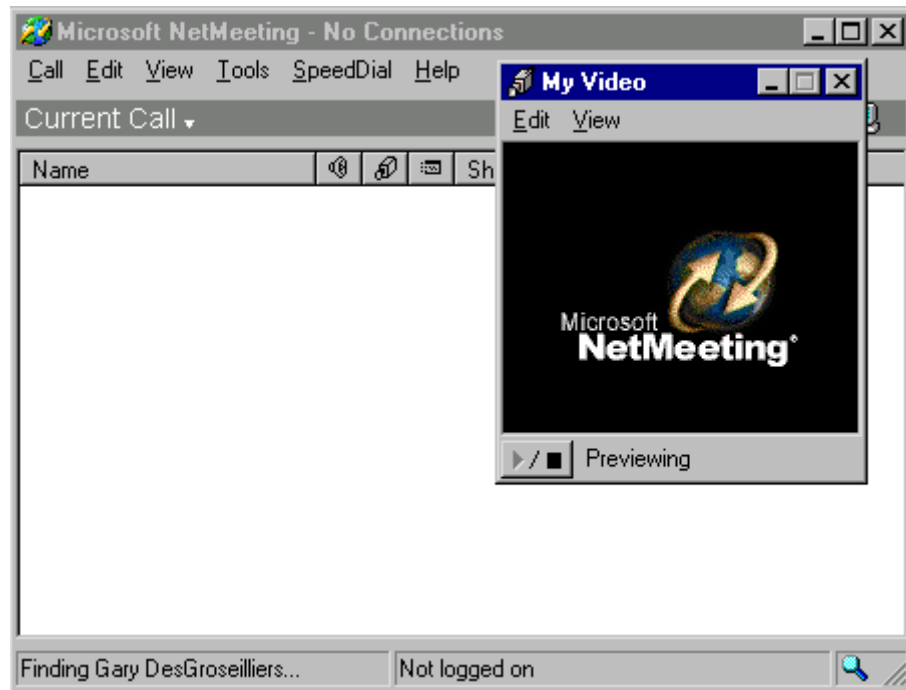 Microsoft NetMeeting - No Connections
Call Edit View Tools SpeedDial Help
My Video
Edit View
Current Call
Name
Sh
Microsoft
NetMeeting®
Previewing
Finding Gary DesGroseilliers...
Not logged on